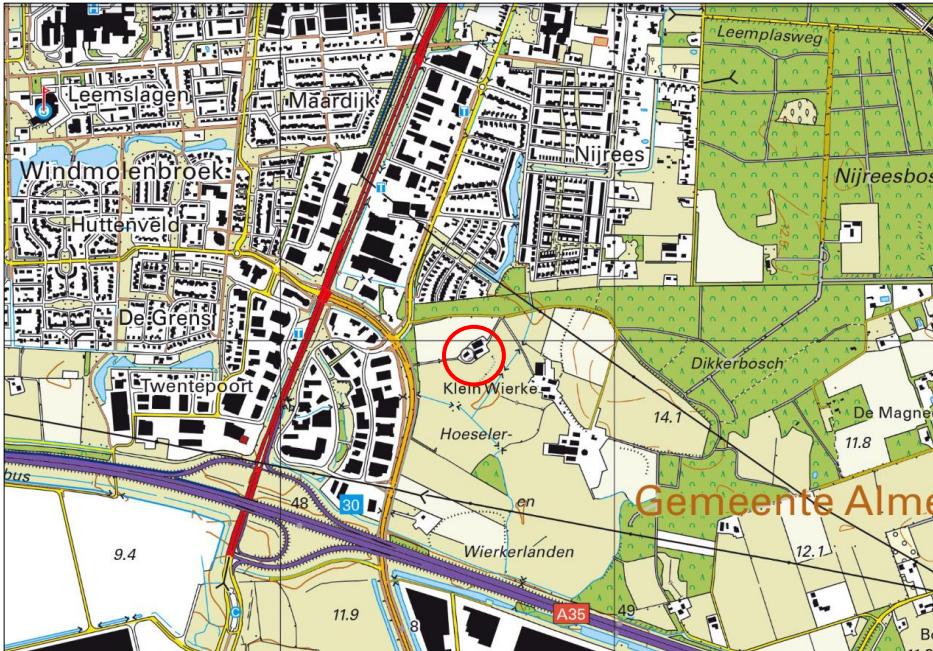 H
Leemplasweg
Leemslagen
Maardijk
T
Nijrees
Windmolenbroek
T
Nijreesbos
Huttenveld
De Grens
T
Dikkerbosch
Twentepoort
Klein Wierke
14.1
De Magne
Hoeseler-
11.8
bus
48
30
en
Gemeente Alme
9.4
Wierkerlanden
12.1
A35
49
C
11.9
8
Bo